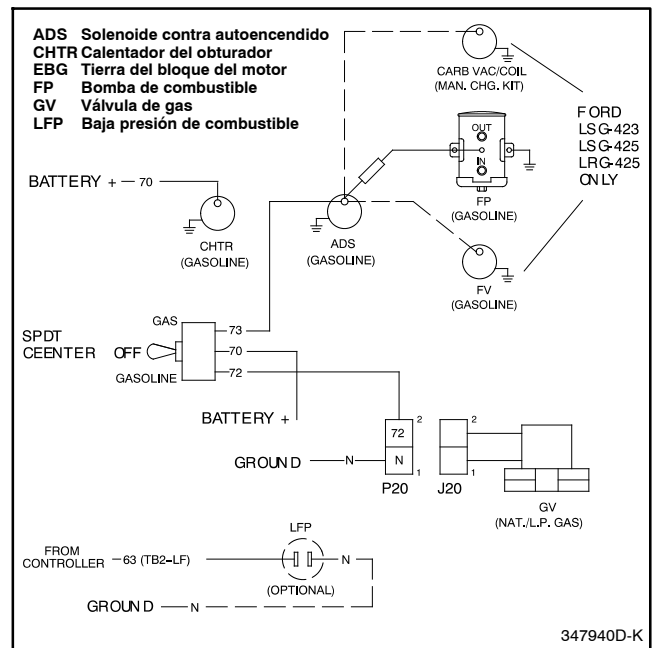 ADS Solenoide contra autoencendido
CHTR Calentador del obturador
EBG Tierra del bloque del motor
FP Bomba de combustible
GV Válvula de gas
LFP Baja presión de combustible
CARB VAC/COIL
(MAN. CHG. KIT)
FORD
LSG-423
LSG-425
LRG-425
ONLY
OUT
IN
FP
(GASOLINE)
BATTERY + 70
CHTR
(GASOLINE)
ADS
(GASOLINE)
FV
(GASOLINE)
GAS
73
SPDT
CEENTER OFF
70
GASOLINE
72
BATTERY +
72
2
2
GROUND N
N
1
1
P20
J20
GV
(NAT./L.P. GAS)
LFP
FROM
CONTROLLER
63 (TB2-LF)
N
(OPTIONAL)
GROUND N
347940D-K